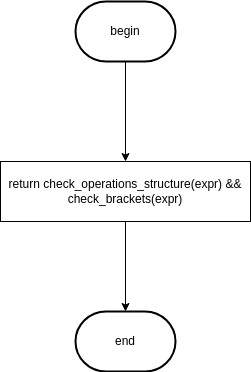 begin
return check_operations_structure(expr) &&
check_brackets(expr)
end